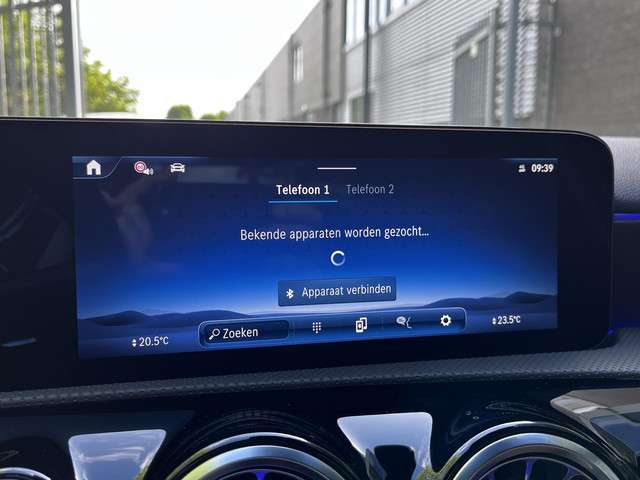 09:39
Telefoon 1 Telefoon 2
Bekende apparaten worden gezocht...
Apparaat verbinden
20.5°C Zoeken 23.5°C